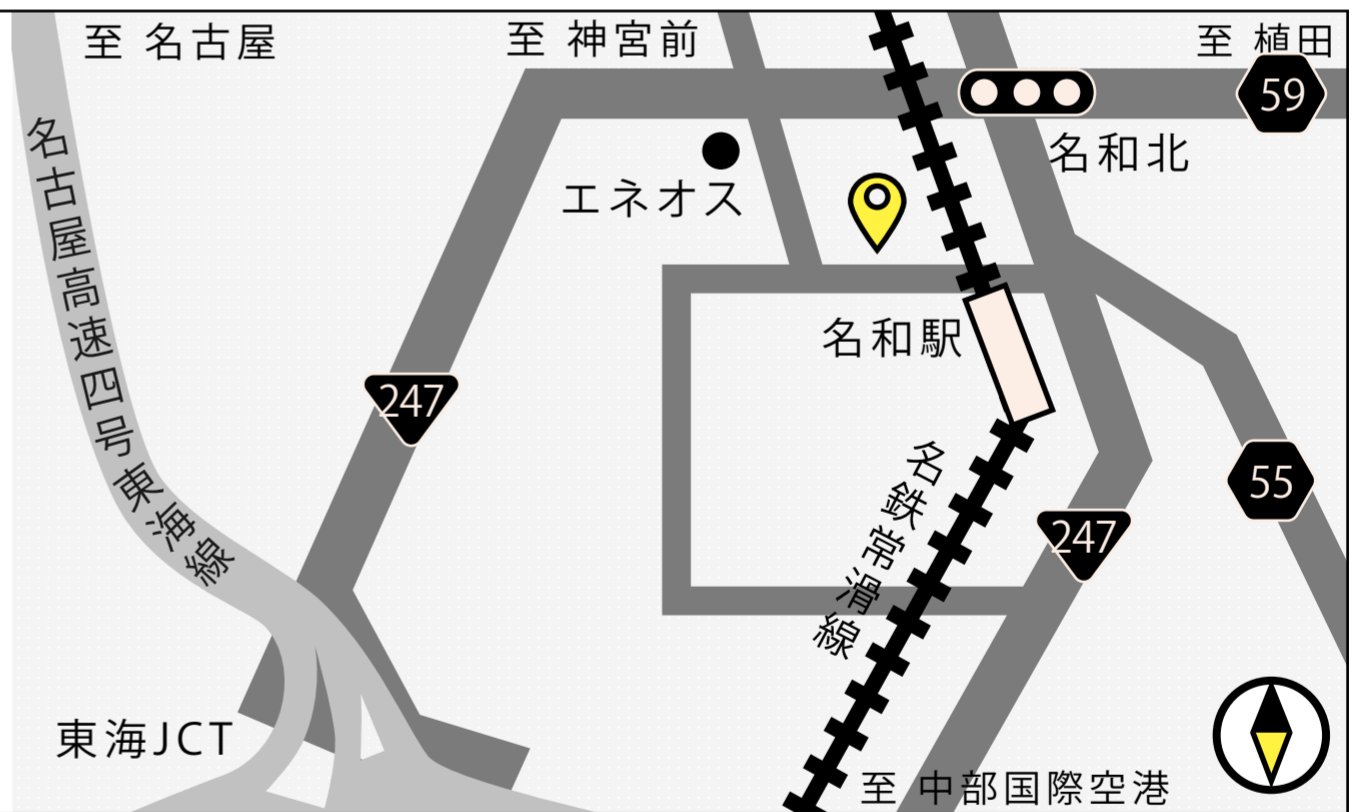 至 名古屋
至 神宮前
至 植田
59
名和北
エネオス
名古屋高速四号東海線
名和駅
247
名鉄常滑線
55
247
東海JCT
至 中部国際空港